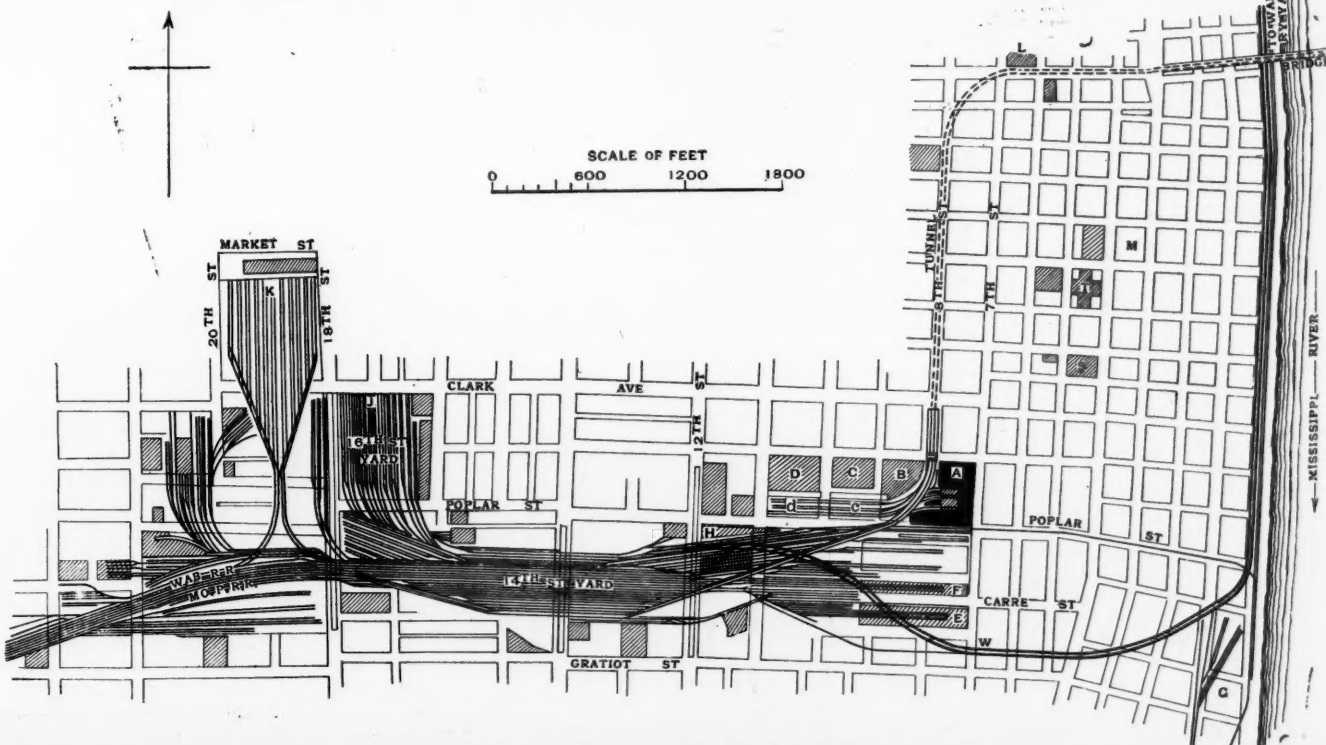 L
TO WA
BRIDGE
SCALE OF FEET
0 600 1200 1800
TUNNEL
8TH ST
7TH ST
M
MARKET ST
K
20TH ST
18TH ST
MISSISSIPPI RIVER
S
CLARK AVE
12TH ST
J
16TH ST
YARD
D C B A
d c
POPLAR ST
POPLAR ST
H
WAB. R.R.
MO.P.R.R.
14TH ST YARD
F
CARRE ST
E
W
GRATIOT ST
G